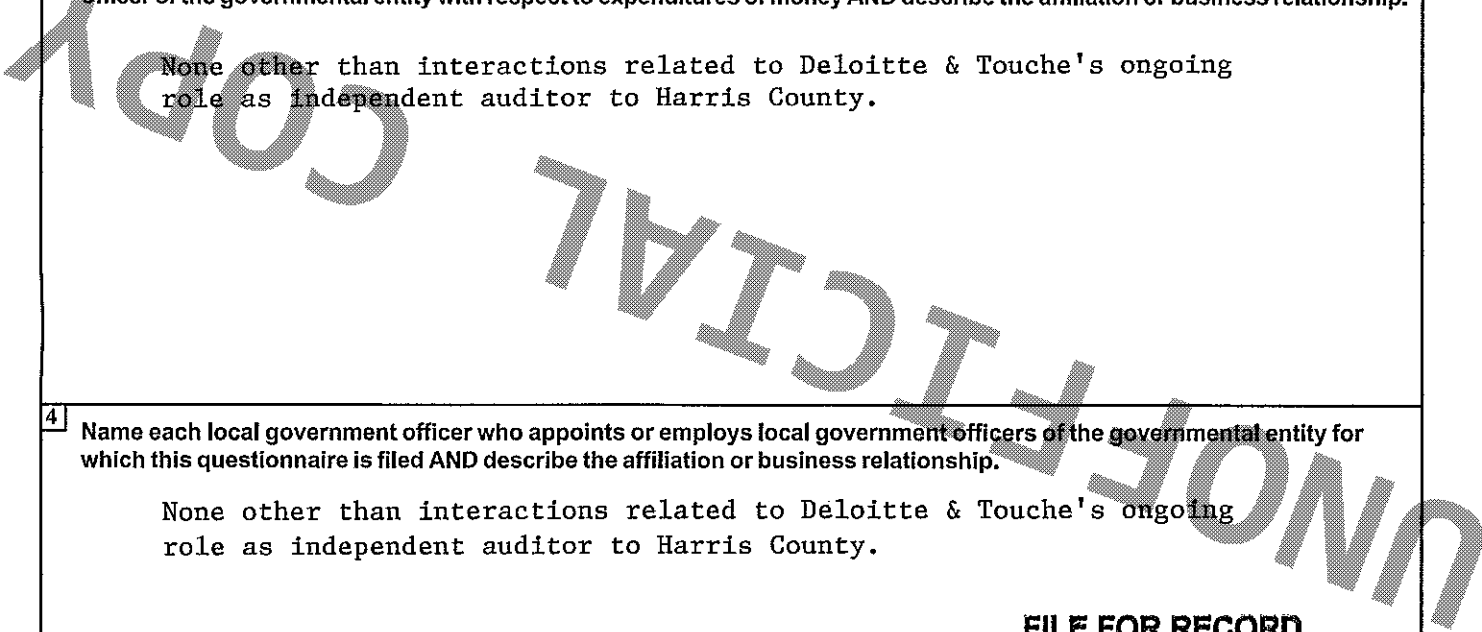 officer of the governmental entity with respect to expenditures of money AND describe the affiliation or business relationship.
None other than interactions related to Deloitte & Touche's ongoing
role as independent auditor to Harris County.
4
Name each local government officer who appoints or employs local government officers of the governmental entity for
which this questionnaire is filed AND describe the affiliation or business relationship.
None other than interactions related to Deloitte & Touche's ongoing
role as independent auditor to Harris County.
FILE FOR RECORD
UNOFFICIAL COPY